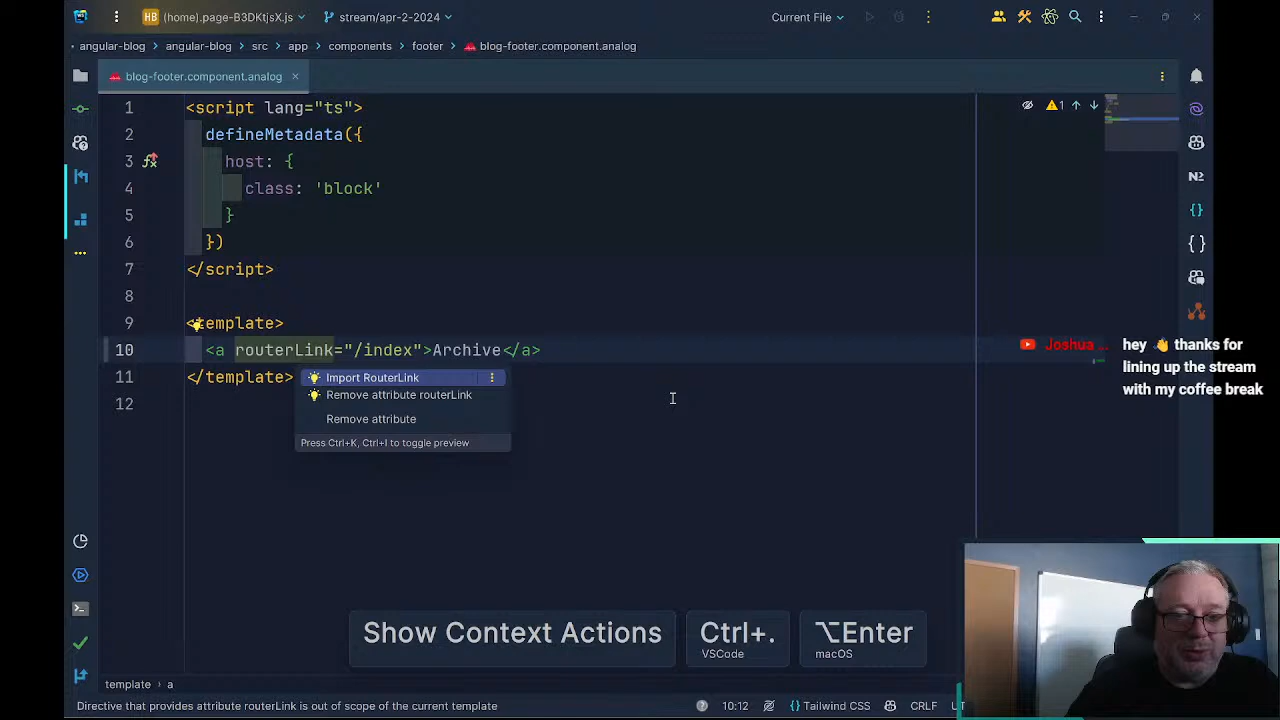 HB (home).page-B3DKtjsX.js stream/apr-2-2024 Current File
angular-blog angular-blog src app components footer blog-footer.component.analog
blog-footer.component.analog
1 <script lang="ts">
2 defineMetadata({
3 host: {
4 class: 'block'
5 }
6 })
7 </script>
8
9 <template>
10 <a routerLink="/index">Archive</a>
11 </template>
12
1
N2
Import RouterLink
Remove attribute routerLink
Remove attribute
Press Ctrl+K, Ctrl+I to toggle preview
Joshua ... hey 👋 thanks for
lining up the stream
with my coffee break
Show Context Actions
Ctrl+.
VSCode
⌥Enter
macOS
template a
Directive that provides attribute routerLink is out of scope of the current template 10:12 Tailwind CSS CRLF